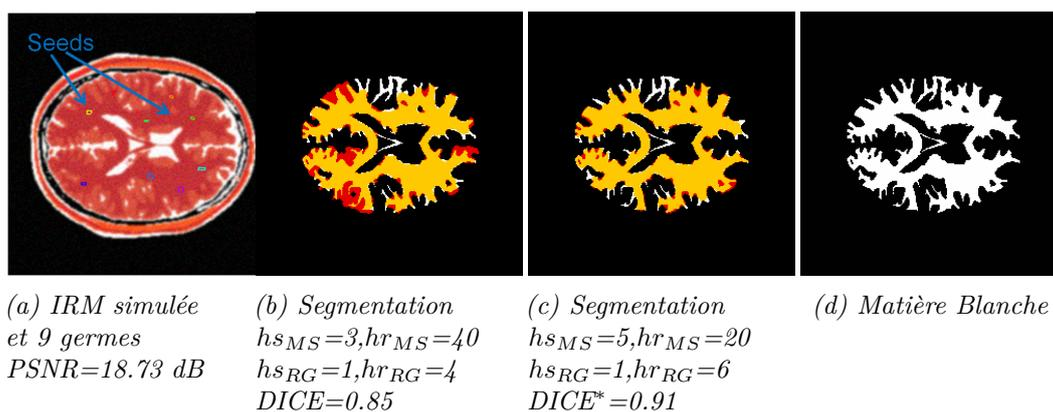 Seeds
(a) IRM simulée
et 9 germes
PSNR=18.73 dB
(b) Segmentation
hs_MS=3,hr_MS=40
hs_RG=1,hr_RG=4
DICE=0.85
(c) Segmentation
hs_MS=5,hr_MS=20
hs_RG=1,hr_RG=6
DICE*=0.91
(d) Matière Blanche